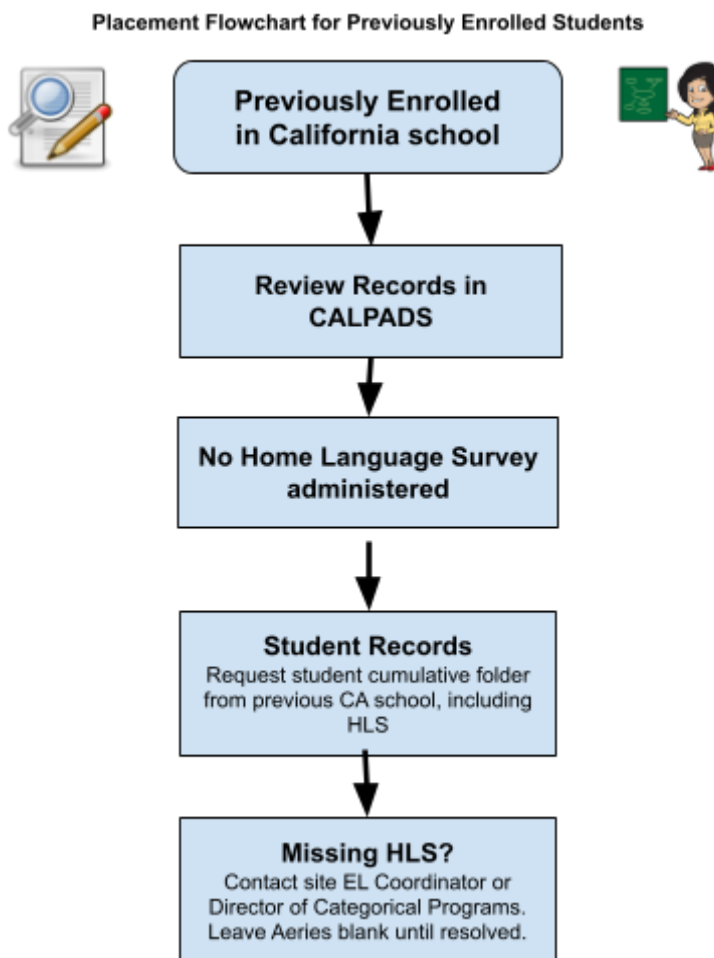 Placement Flowchart for Previously Enrolled Students
Previously Enrolled
in California school
Review Records in
CALPADS
No Home Language Survey
administered
Student Records
Request student cumulative folder
from previous CA school, including
HLS
Missing HLS?
Contact site EL Coordinator or
Director of Categorical Programs.
Leave Aeries blank until resolved.